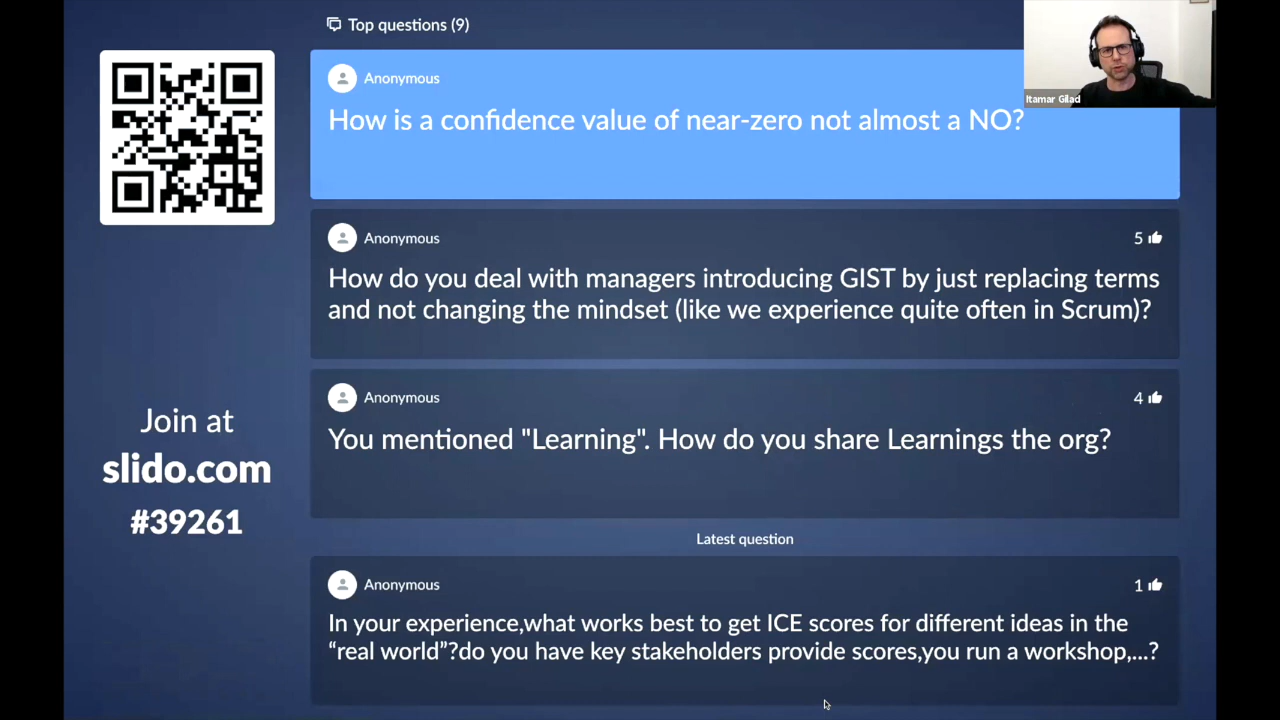 Top questions (9)
Anonymous
How is a confidence value of near-zero not almost a NO?
Itamar Gilad
Anonymous
5
How do you deal with managers introducing GIST by just replacing terms
and not changing the mindset (like we experience quite often in Scrum)?
Anonymous
4
You mentioned "Learning". How do you share Learnings the org?
Join at
slido.com
#39261
Latest question
Anonymous
1
In your experience,what works best to get ICE scores for different ideas in the
“real world”?do you have key stakeholders provide scores,you run a workshop,...?